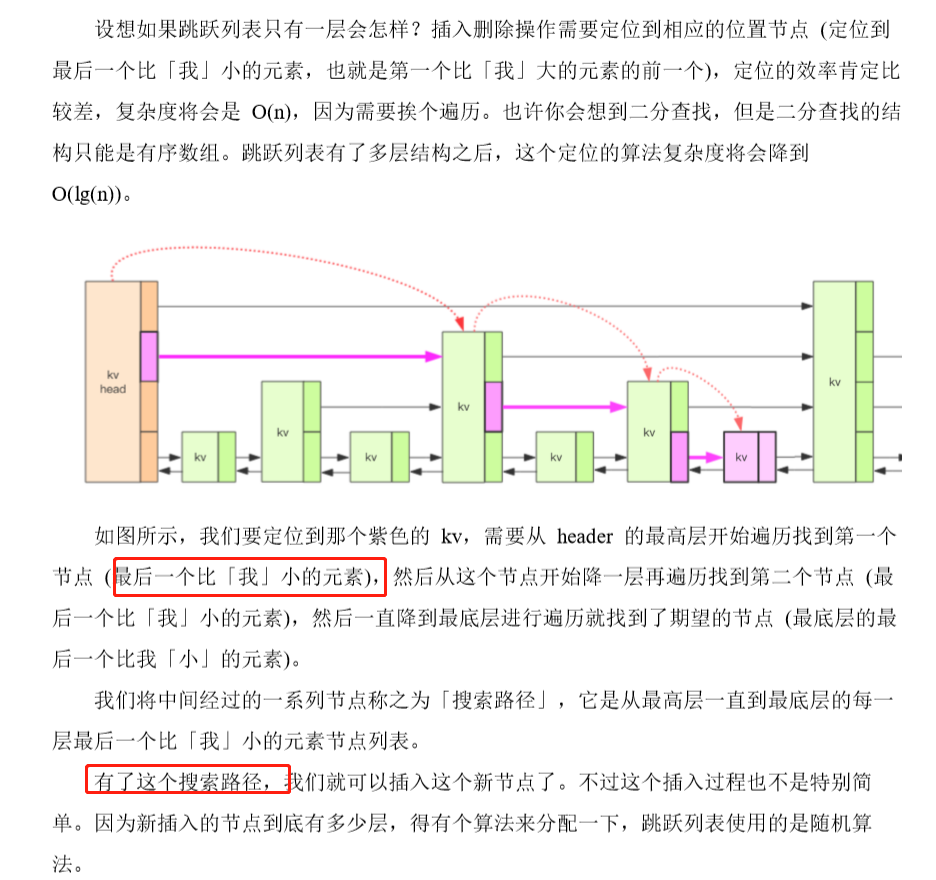 设想如果跳跃列表只有一层会怎样？插入删除操作需要定位到相应的位置节点 (定位到
最后一个比「我」小的元素，也就是第一个比「我」大的元素的前一个)，定位的效率肯定比
较差，复杂度将会是 O(n)，因为需要挨个遍历。也许你会想到二分查找，但是二分查找的结
构只能是有序数组。跳跃列表有了多层结构之后，这个定位的算法复杂度将会降到
O(lg(n))。
kv
head
kv
kv
kv
kv
kv
kv
kv
kv
如图所示，我们要定位到那个紫色的 kv，需要从 header 的最高层开始遍历找到第一个
节点 (最后一个比「我」小的元素)，然后从这个节点开始降一层再遍历找到第二个节点 (最
后一个比「我」小的元素)，然后一直降到最底层进行遍历就找到了期望的节点 (最底层的最
后一个比我「小」的元素)。
我们将中间经过的一系列节点称之为「搜索路径」，它是从最高层一直到最底层的每一
层最后一个比「我」小的元素节点列表。
有了这个搜索路径，我们就可以插入这个新节点了。不过这个插入过程也不是特别简
单。因为新插入的节点到底有多少层，得有个算法来分配一下，跳跃列表使用的是随机算
法。